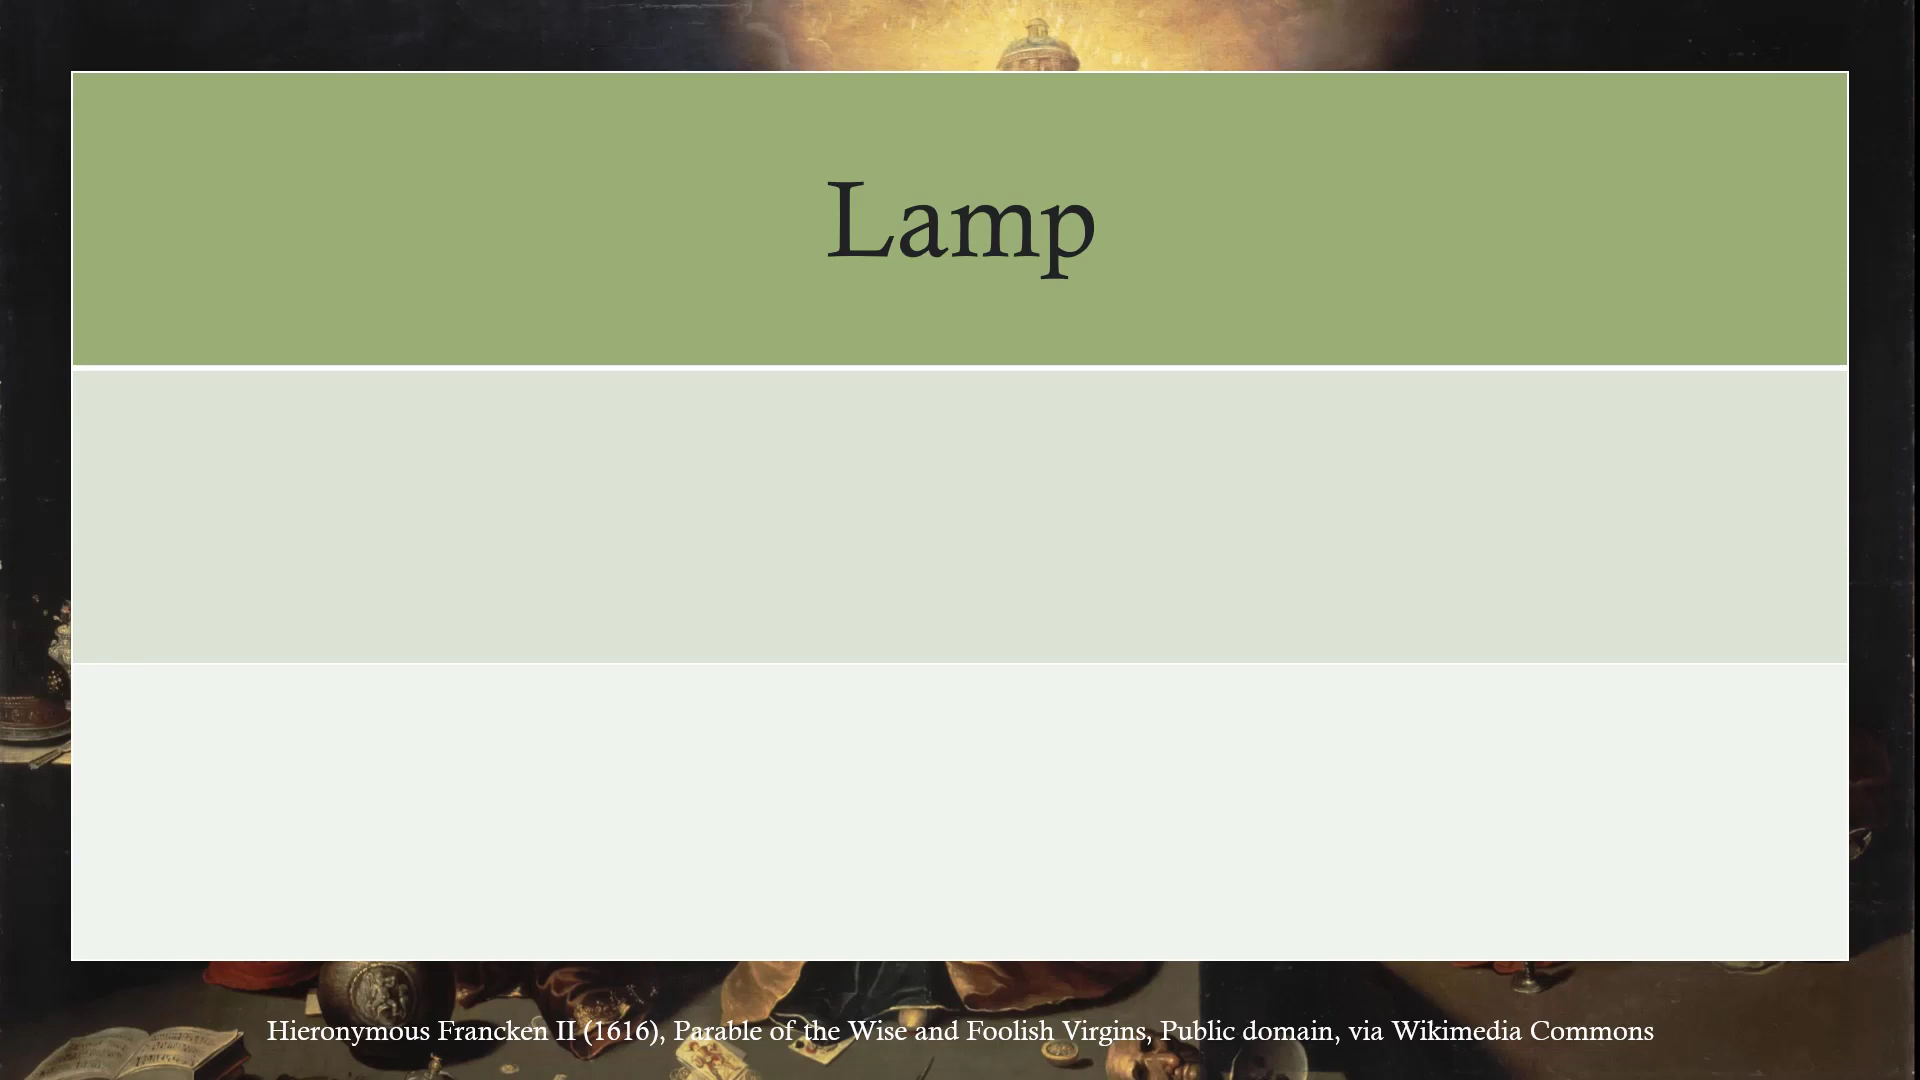 Lamp
Hieronymous Francken II (1616), Parable of the Wise and Foolish Virgins, Public domain, via Wikimedia Commons